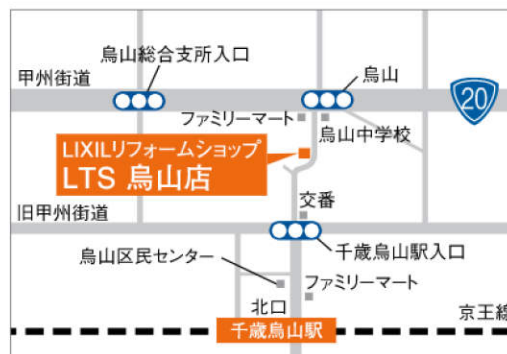 烏山総合支所入口
甲州街道
烏山
20
ファミリーマート
烏山中学校
LIXILリフォームショップ
LTS 烏山店
交番
旧甲州街道
千歳烏山駅入口
烏山区民センター
ファミリーマート
北口
京王線
千歳烏山駅